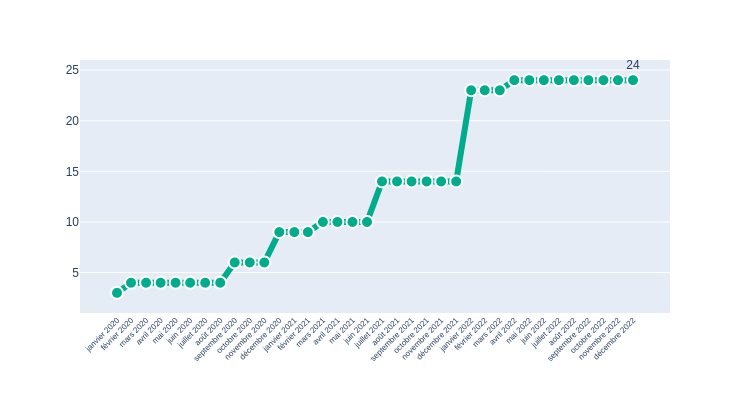 24
25
20
15
10
5
janvier 2020
février 2020
mars 2020
avril 2020
mai 2020
juin 2020
juillet 2020
août 2020
septembre 2020
octobre 2020
novembre 2020
décembre 2020
janvier 2021
février 2021
mars 2021
avril 2021
mai 2021
juin 2021
juillet 2021
août 2021
septembre 2021
octobre 2021
novembre 2021
décembre 2021
janvier 2022
février 2022
mars 2022
avril 2022
mai 2022
juin 2022
juillet 2022
août 2022
septembre 2022
octobre 2022
novembre 2022
décembre 2022